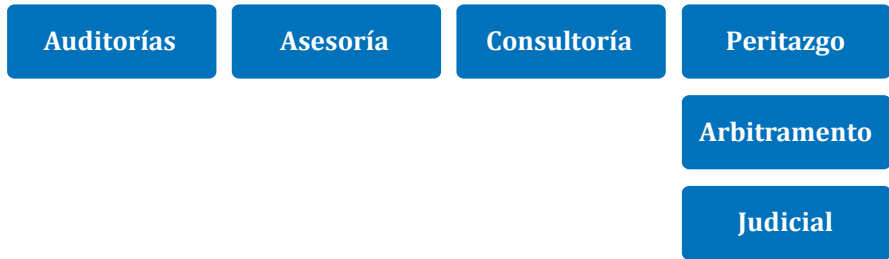 Auditorías
Asesoría
Consultoría
Peritazgo
Arbitramento
Judicial